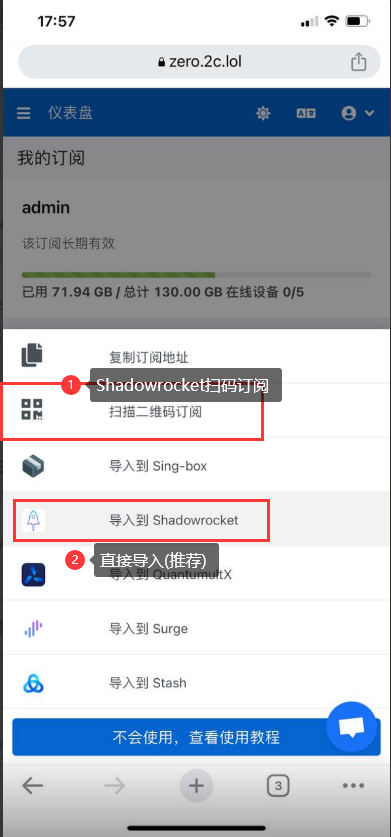 17:57
zero.2c.lol
仪表盘
我的订阅
admin
该订阅长期有效
已用 71.94 GB / 总计 130.00 GB 在线设备 0/5
复制订阅地址
1 Shadowrocket扫码订阅
扫描二维码订阅
导入到 Sing-box
导入到 Shadowrocket
2 直接导入(推荐)
导入到 QuantumultX
导入到 Surge
导入到 Stash
不会使用，查看使用教程
3